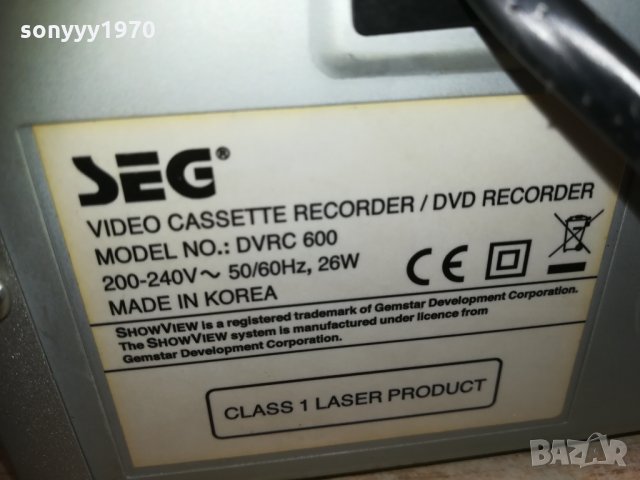 sonyyy1970
SEG®
VIDEO CASSETTE RECORDER / DVD RECORDER
MODEL NO.: DVRC 600
200-240V~ 50/60Hz, 26W
MADE IN KOREA
CE
SHOWVIEW is a registered trademark of Gemstar Development Corporation.
The SHOWVIEW system is manufactured under licence from
Gemstar Development Corporation.
CLASS 1 LASER PRODUCT
BAZAR